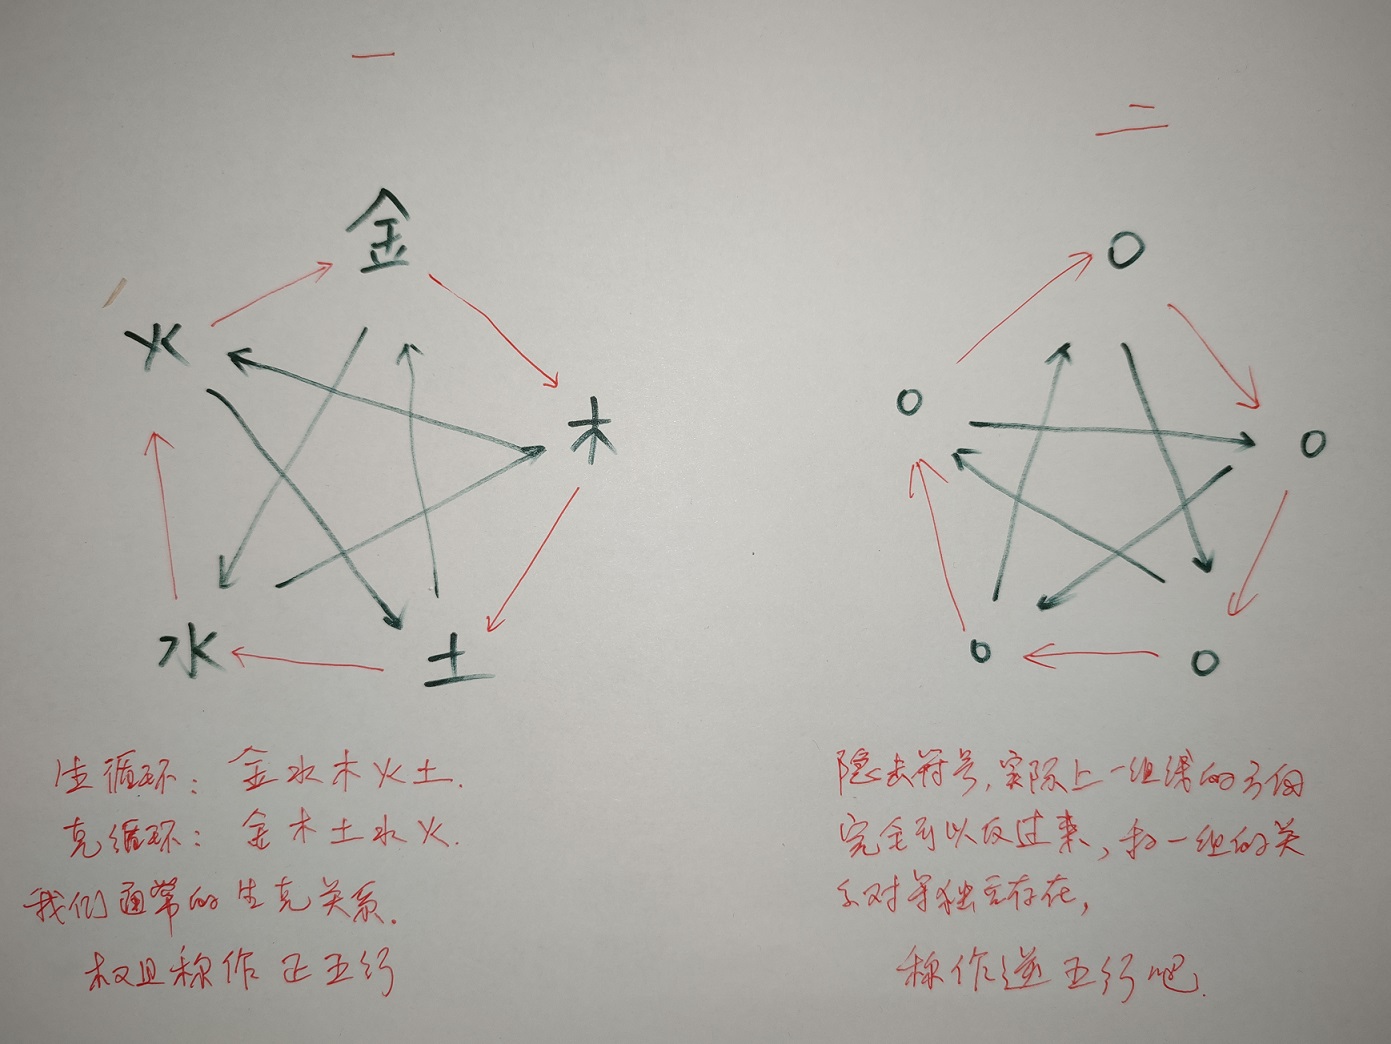 一
二
金
火
木
水
土
生循环：金水木火土.
克循环：金木土水火.
我们通常的生克关系.
权且称作正五行
隐去符号,实际上一组线的方向
完全可以反过来,扣一组的关
系对等独立存在,
称作逆五行吧.